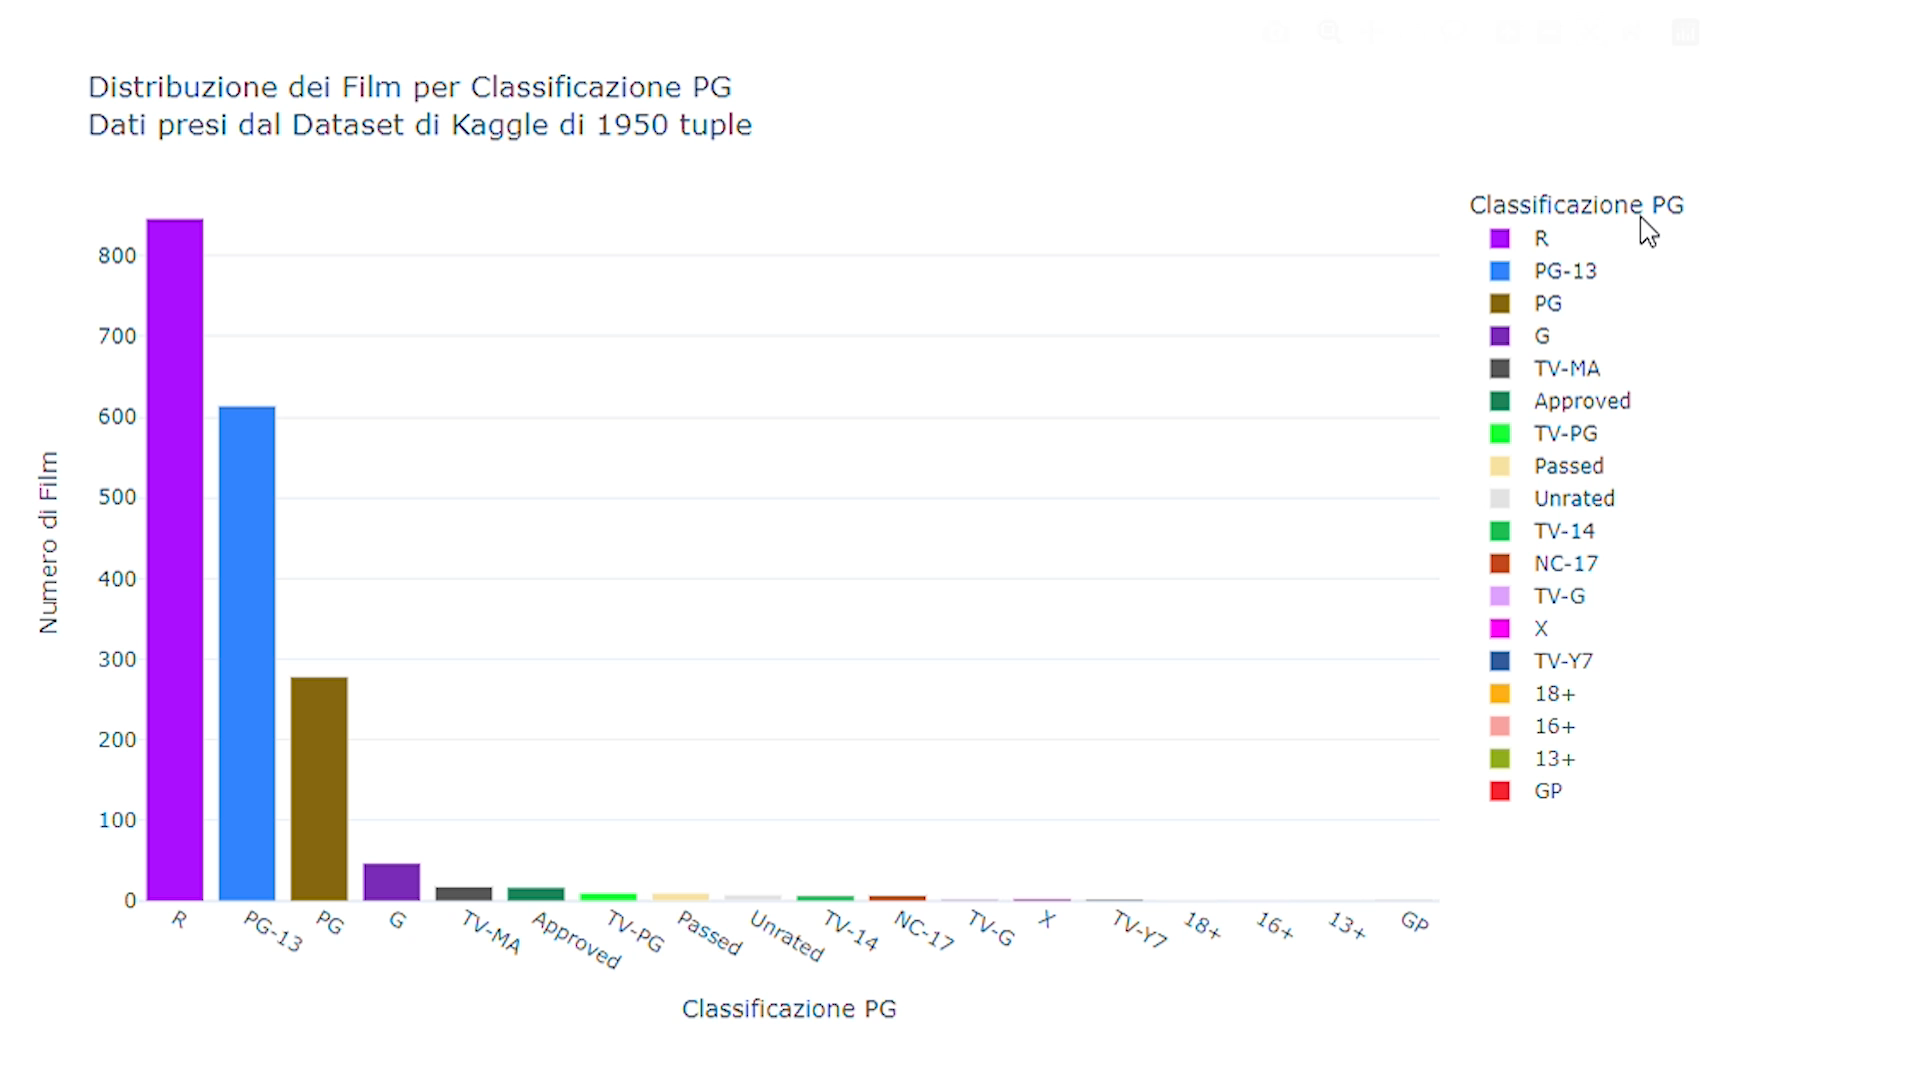 Distribuzione dei Film per Classificazione PG
Dati presi dal Dataset di Kaggle di 1950 tuple
Numero di Film
800
700
600
500
400
300
200
100
0
R
PG-13
PG
G
TV-MA
Approved
TV-PG
Passed
Unrated
TV-14
NC-17
TV-G
X
TV-Y7
18+
16+
13+
GP
Classificazione PG
Classificazione PG
R
PG-13
PG
G
TV-MA
Approved
TV-PG
Passed
Unrated
TV-14
NC-17
TV-G
X
TV-Y7
18+
16+
13+
GP